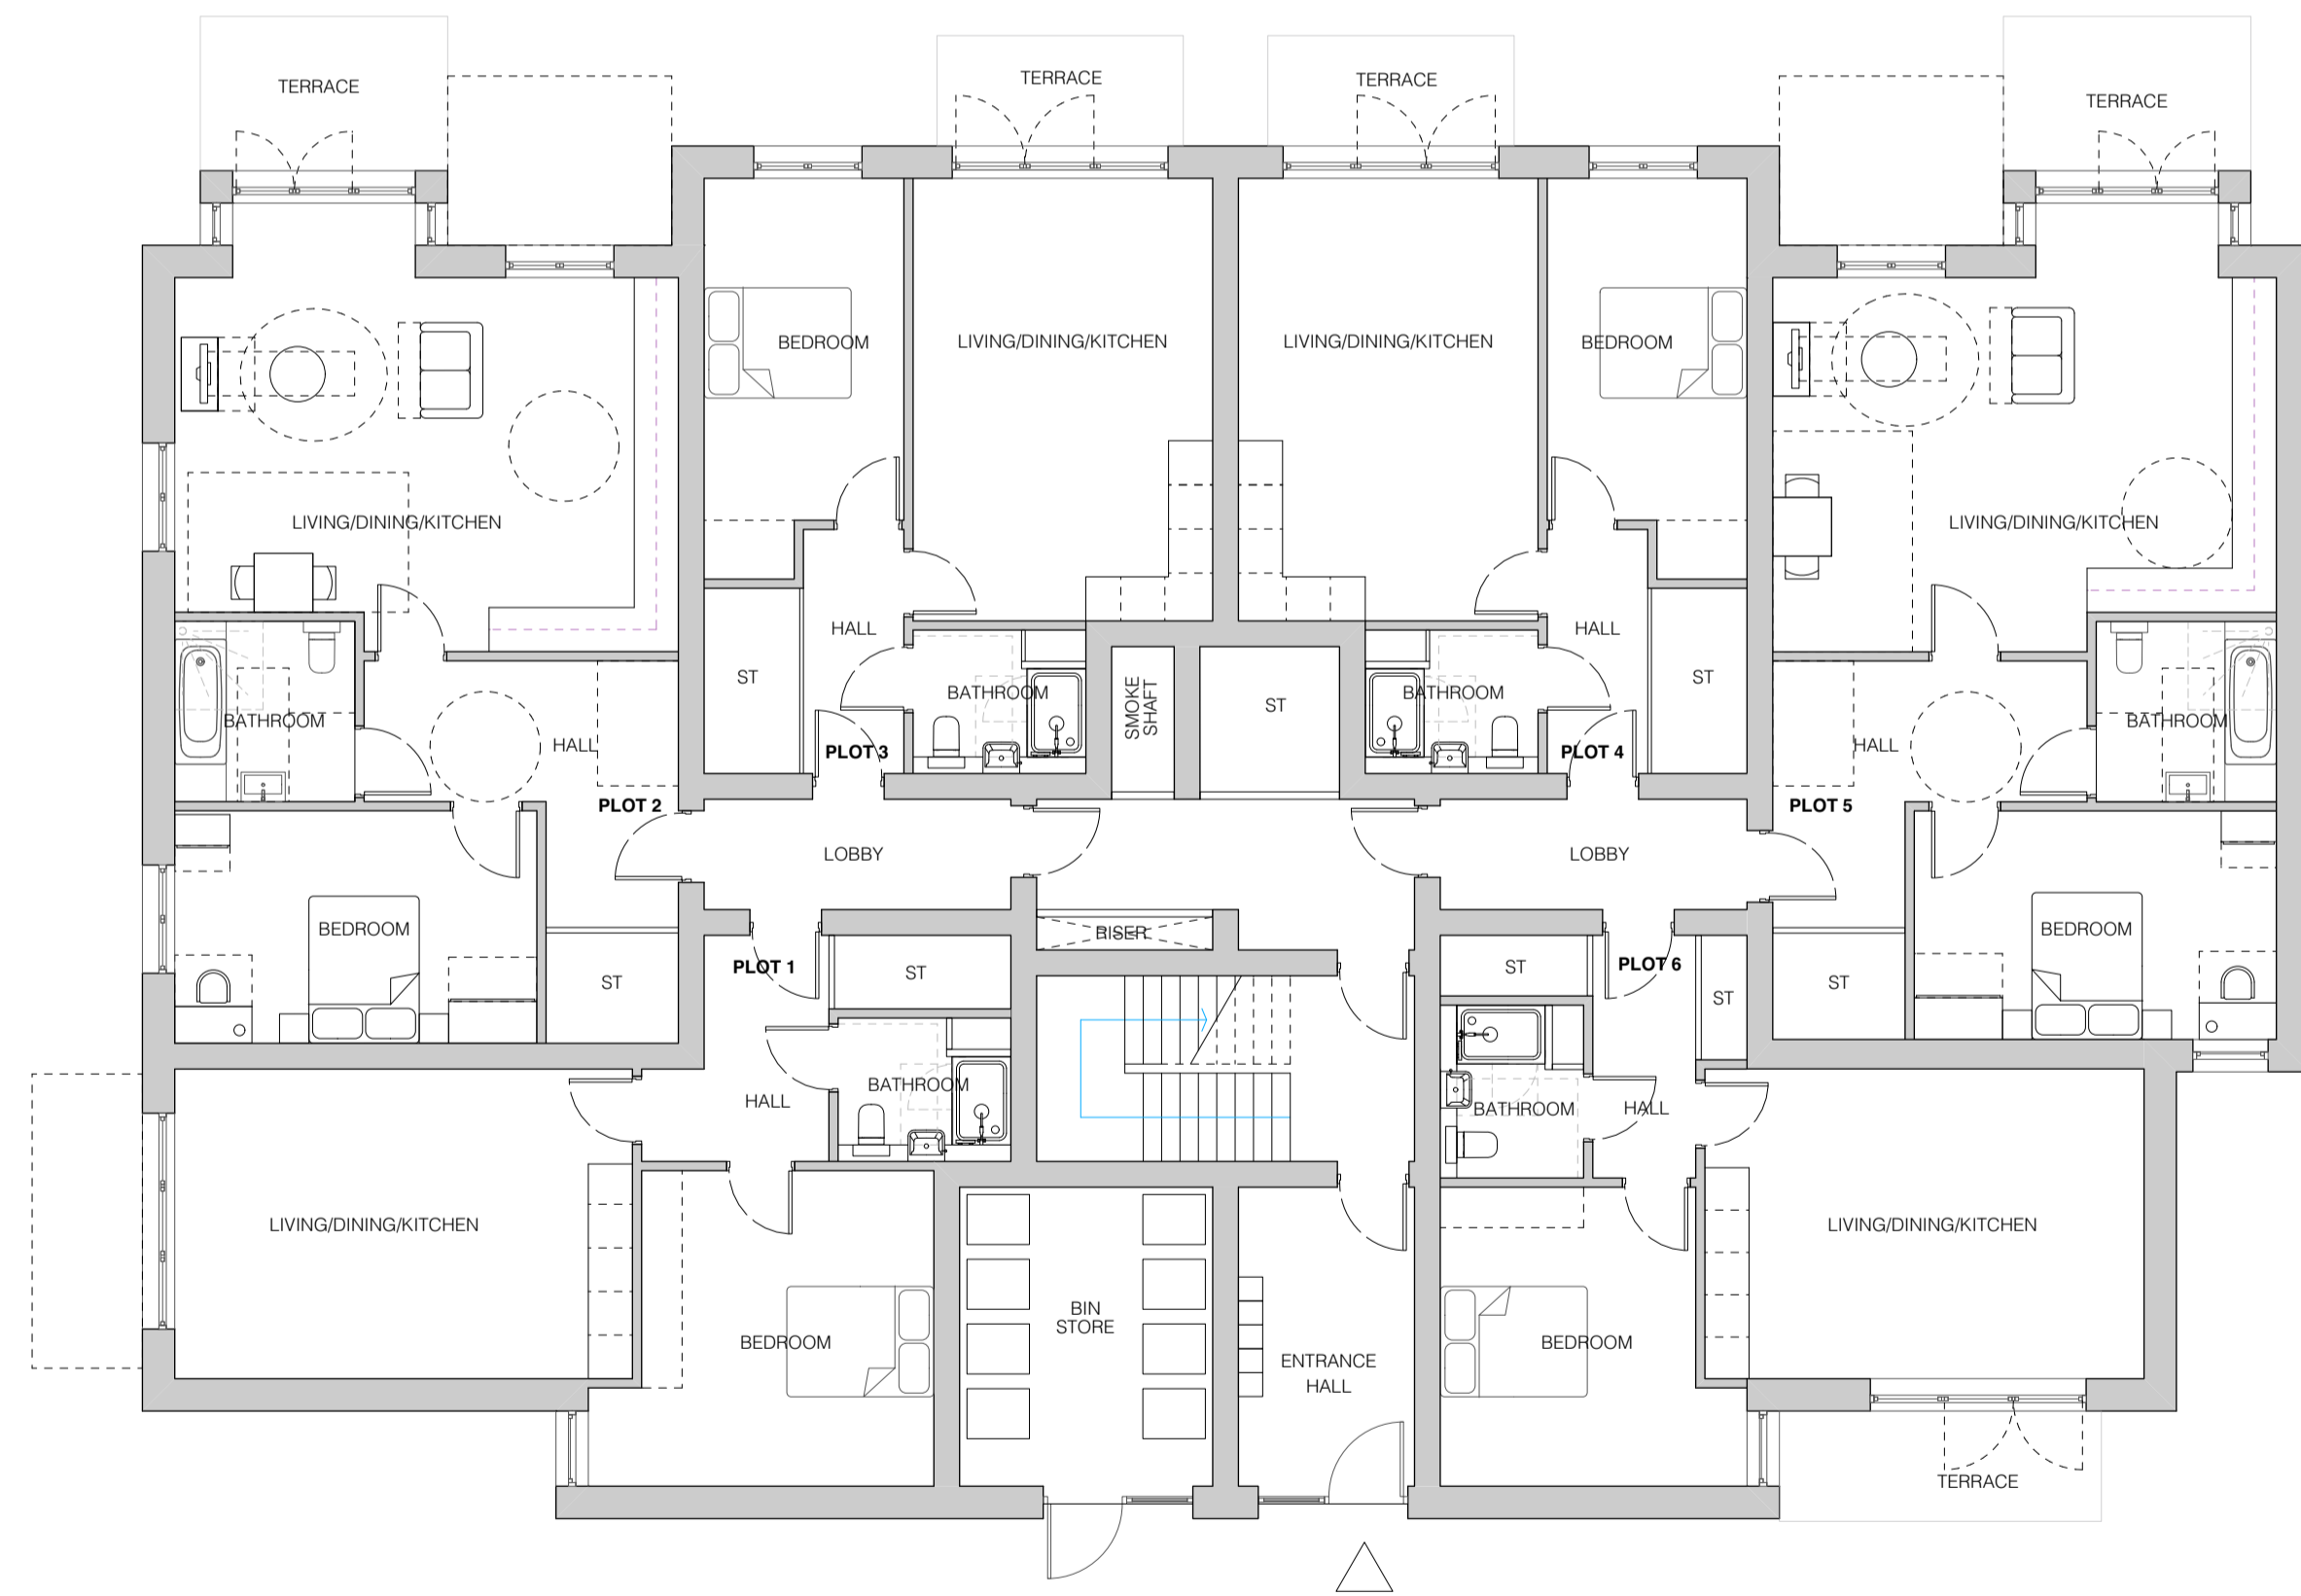 TERRACE
TERRACE
TERRACE
TERRACE
BEDROOM
LIVING/DINING/KITCHEN
LIVING/DINING/KITCHEN
BEDROOM
LIVING/DINING/KITCHEN
LIVING/DINING/KITCHEN
HALL
HALL
ST
BATHROOM
SMOKE
SHAFT
ST
BATHROOM
ST
BATHROOM
HALL
PLOT 3
PLOT 4
HALL
BATHROOM
PLOT 2
PLOT 5
LOBBY
LOBBY
BEDROOM
RISER
BEDROOM
ST
PLOT 1
ST
ST
PLOT 6
ST
ST
BATHROOM
HALL
BATHROOM
HALL
LIVING/DINING/KITCHEN
LIVING/DINING/KITCHEN
BEDROOM
BIN
STORE
ENTRANCE
HALL
BEDROOM
TERRACE